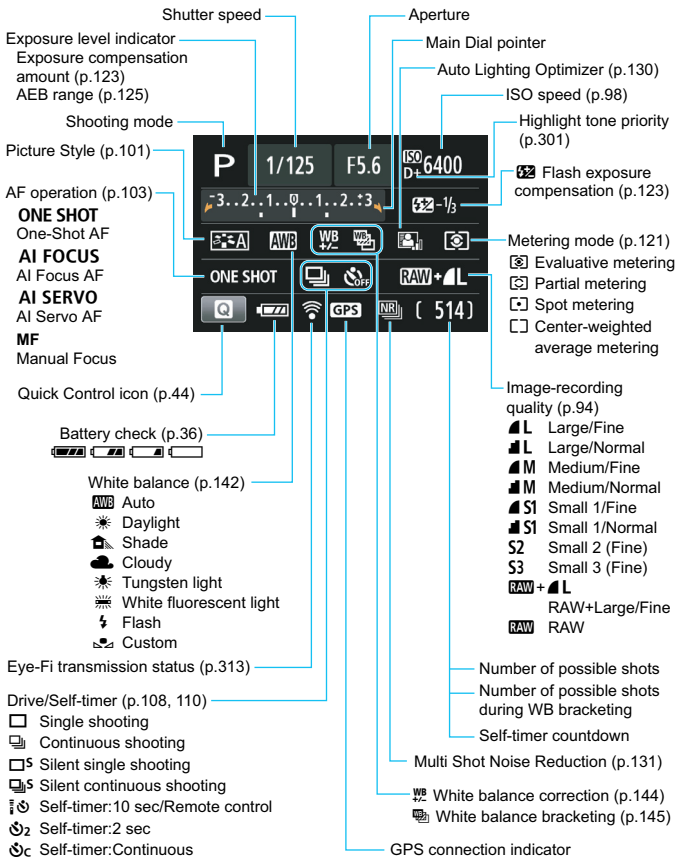 Shutter speed
Aperture
Exposure level indicator
Exposure compensation
amount (p.123)
AEB range (p.125)
Main Dial pointer
Auto Lighting Optimizer (p.130)
ISO speed (p.98)
Shooting mode
Highlight tone priority
(p.301)
Picture Style (p.101)
Flash exposure
compensation (p.123)
P 1/125 F5.6 ISO D+ 6400
-3..2..1..0..1..2.:3
-1/3
A AWB WB +/- WB
ONE SHOT OFF RAW+L
Q GPS NR [ 514]
AF operation (p.103)
ONE SHOT
One-Shot AF
AI FOCUS
AI Focus AF
AI SERVO
AI Servo AF
MF
Manual Focus
Metering mode (p.121)
Evaluative metering
Partial metering
Spot metering
Center-weighted
average metering
Quick Control icon (p.44)
Battery check (p.36)
Image-recording
quality (p.94)
L Large/Fine
L Large/Normal
M Medium/Fine
M Medium/Normal
S1 Small 1/Fine
S1 Small 1/Normal
S2 Small 2 (Fine)
S3 Small 3 (Fine)
RAW+L
RAW+Large/Fine
RAW RAW
White balance (p.142)
AWB Auto
Daylight
Shade
Cloudy
Tungsten light
White fluorescent light
Flash
Custom
Eye-Fi transmission status (p.313)
Number of possible shots
Number of possible shots
during WB bracketing
Self-timer countdown
Drive/Self-timer (p.108, 110)
Single shooting
Continuous shooting
S Silent single shooting
S Silent continuous shooting
Self-timer:10 sec/Remote control
2 Self-timer:2 sec
C Self-timer:Continuous
Multi Shot Noise Reduction (p.131)
WB +/- White balance correction (p.144)
WB White balance bracketing (p.145)
GPS connection indicator